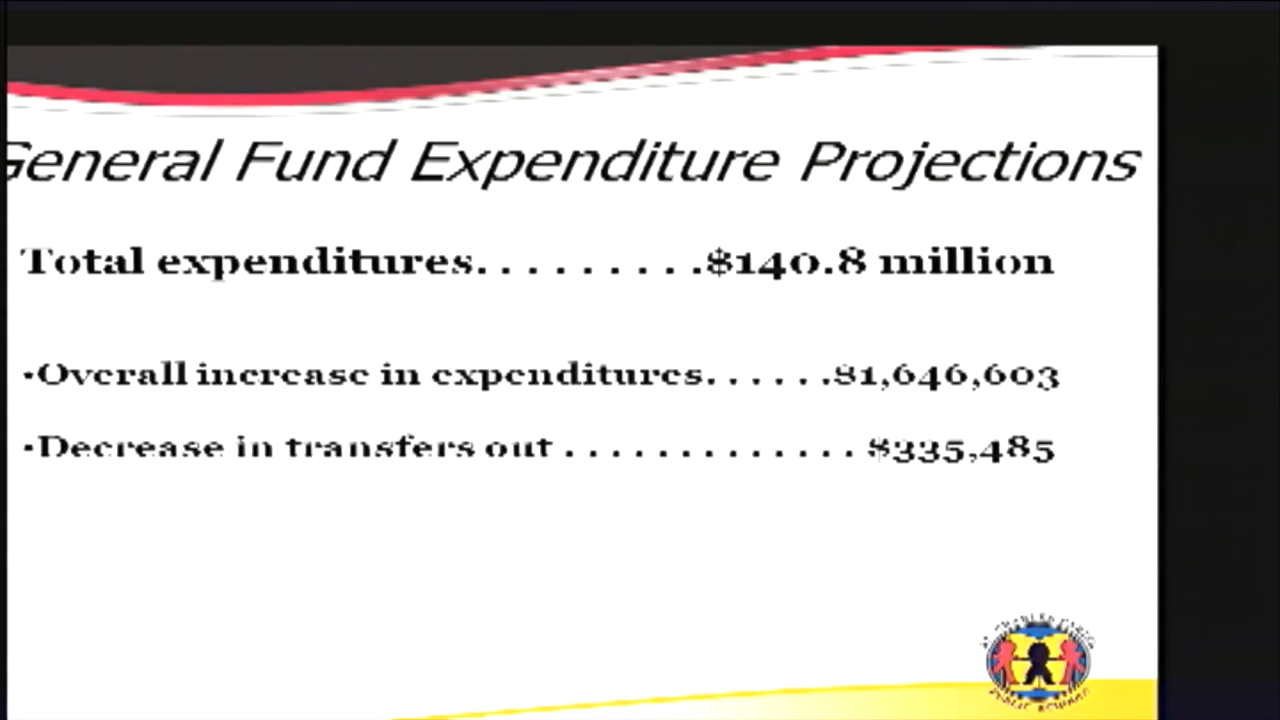 General Fund Expenditure Projections
Total expenditures. . . . . . . . .$140.8 million
•Overall increase in expenditures. . . . . .$1,646,603
•Decrease in transfers out . . . . . . . . . . . . . $335,485